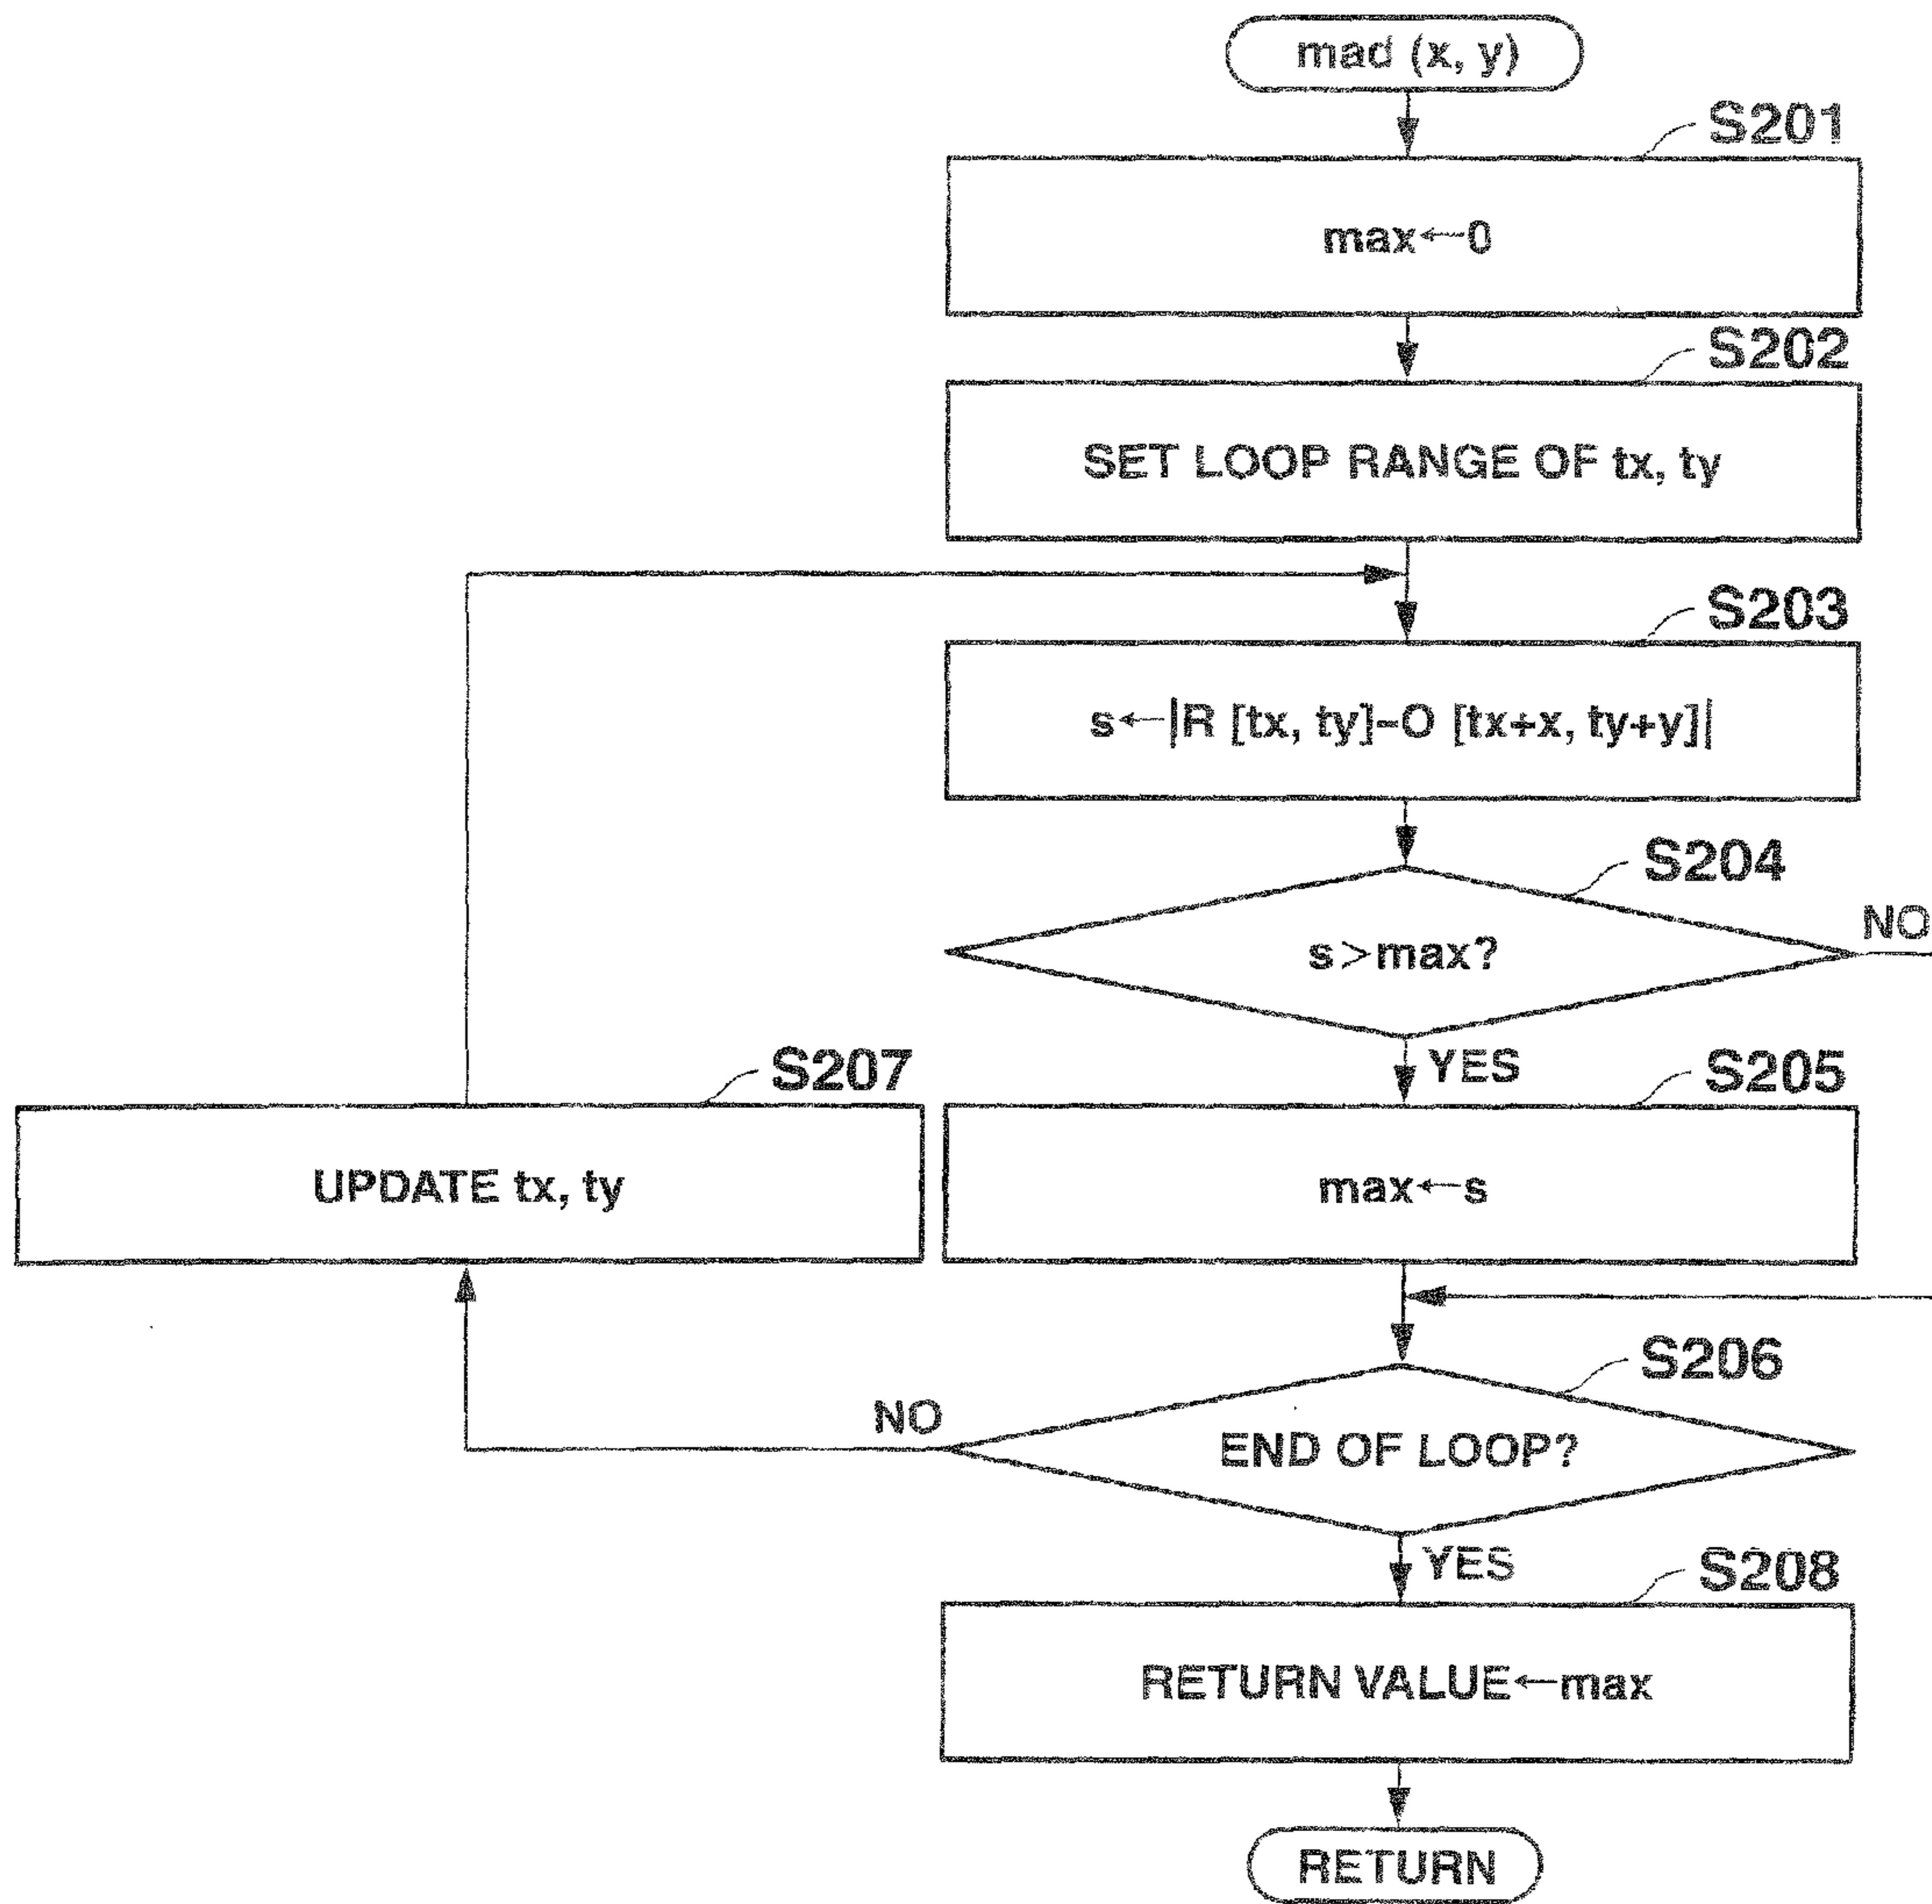 mad (x, y)
S201
max←0
S202
SET LOOP RANGE OF tx, ty
S203
s←|R [tx, ty]-O [tx+x, ty+y]|
S204
s>max?
NO
YES
S207
S205
UPDATE tx, ty
max←s
S206
NO
END OF LOOP?
YES
S208
RETURN VALUE←max
RETURN